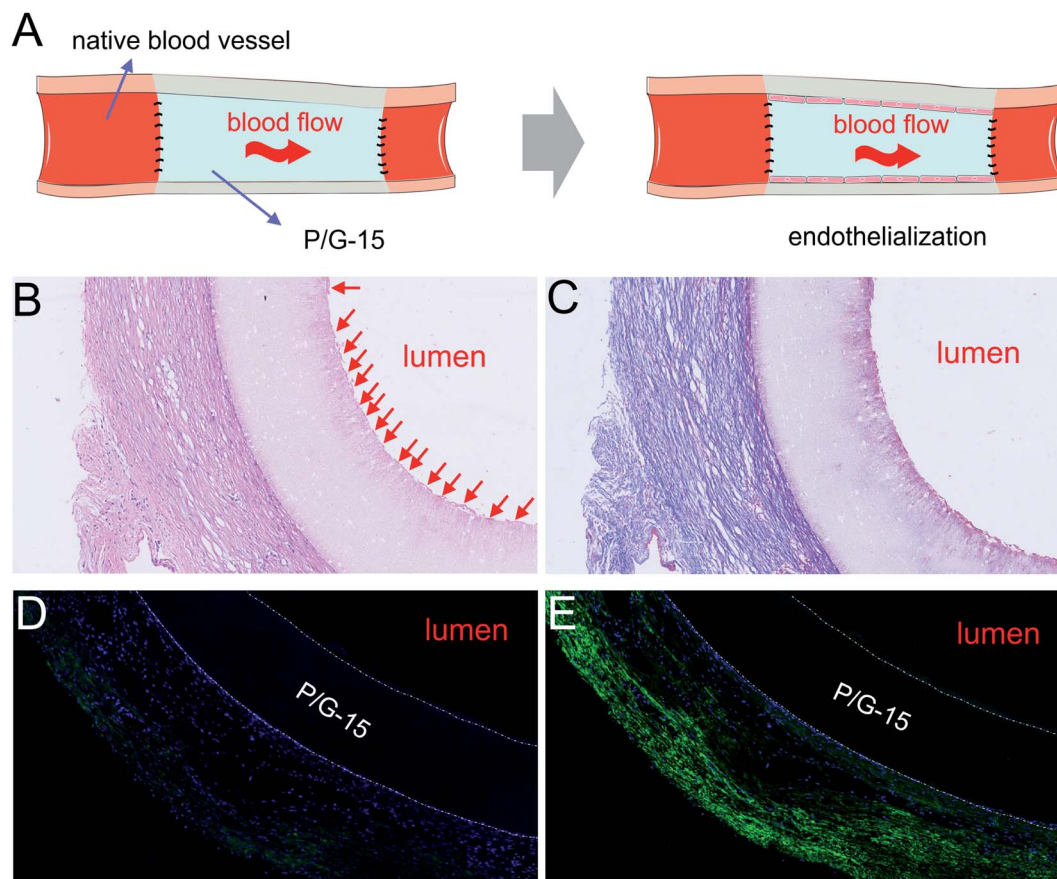 A
native blood vessel
blood flow
P/G-15
blood flow
endothelialization
B
lumen
C
lumen
D
lumen
P/G-15
E
lumen
P/G-15